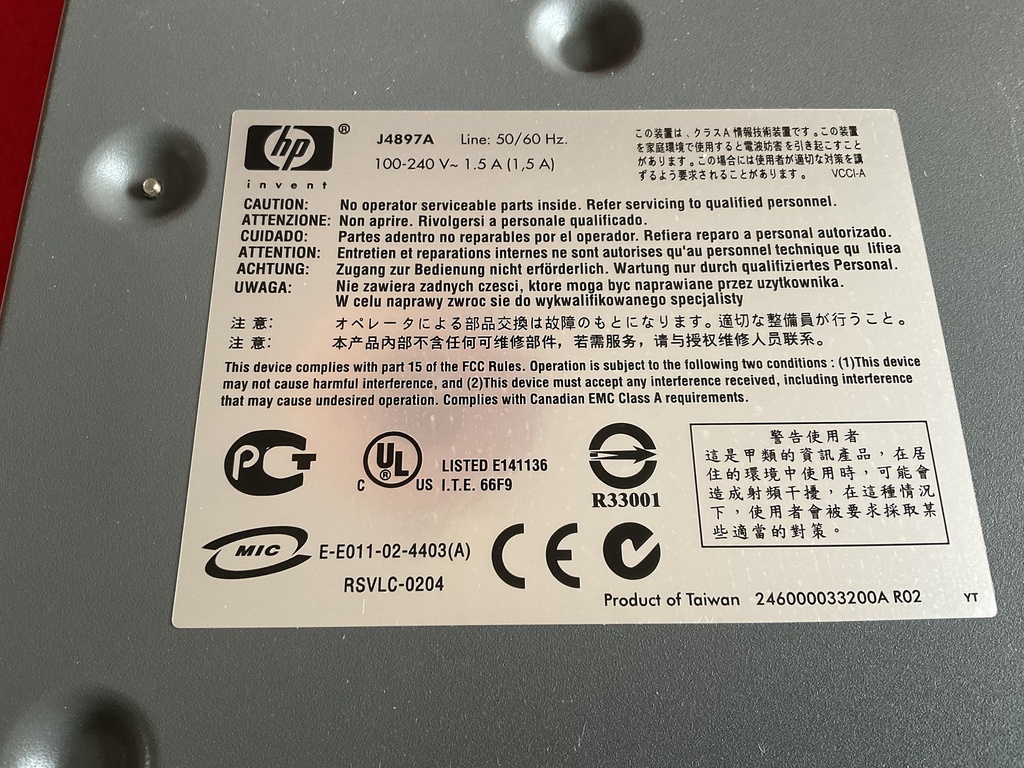 hp ®
invent
J4897A Line: 50/60 Hz.
100-240 V~ 1.5 A (1,5 A)
この装置は、クラスA 情報技術装置です。この装置
を家庭環境で使用すると電波妨害を引き起こすこと
があります。この場合には使用者が適切な対策を講
ずるよう要求されることがあります。 VCCI-A
CAUTION: No operator serviceable parts inside. Refer servicing to qualified personnel.
ATTENZIONE: Non aprire. Rivolgersi a personale qualificado.
CUIDADO: Partes adentro no reparables por el operador. Refiera reparo a personal autorizado.
ATTENTION: Entretien et reparations internes ne sont autorises qu'au personnel technique qu lifiea
ACHTUNG: Zugang zur Bedienung nicht erförderlich. Wartung nur durch qualifiziertes Personal.
UWAGA: Nie zawiera zadnych czesci, ktore moga byc naprawiane przez uzytkownika.
W celu naprawy zwroc sie do wykwalifikowanego specjalisty
注 意: オペレータによる部品交換は故障のもとになります。適切な整備員が行うこと。
注 意: 本产品内部不含任何可维修部件，若需服务，请与授权维修人员联系。
This device complies with part 15 of the FCC Rules. Operation is subject to the following two conditions : (1)This device
may not cause harmful interference, and (2)This device must accept any interference received, including interference
that may cause undesired operation. Complies with Canadian EMC Class A requirements.
PCT
C UL ® US
LISTED E141136
I.T.E. 66F9
R33001
警告使用者
這是甲類的資訊產品，在居
住的環境中使用時，可能會
造成射頻干擾，在這種情況
下，使用者會被要求採取某
些適當的對策。
MIC E-E011-02-4403(A)
RSVLC-0204
CE
Product of Taiwan 246000033200A R02 YT